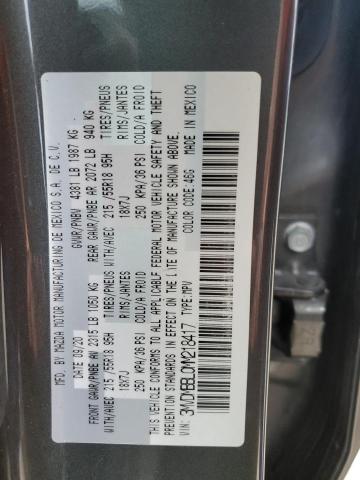 MFD. BY MAZDA MOTOR MANUFACTURING DE MEXICO S.A. DE C.V.
DATE 09/20 GVWR/PNBV 4381 LB 1987 KG
FRONT GAWR/PNBE AV 2315 LB 1050 KG REAR GAWR/PNBE AR 2072 LB 940 KG
WITH/AVEC 215/55R18 95H TIRES/PNEUS WITH/AVEC 215/55R18 95H TIRES/PNEUS
18X7J RIMS/JANTES 18X7J RIMS/JANTES
250 KPA/36 PSI COLD/A FROID 250 KPA/36 PSI COLD/A FROID
THIS VEHICLE CONFORMS TO ALL APPLICABLE FEDERAL MOTOR VEHICLE SAFETY AND THEFT
PREVENTION STANDARDS IN EFFECT ON THE DATE OF MANUFACTURE SHOWN ABOVE.
COLOR CODE:46G MADE IN MEXICO
TYPE:MPV